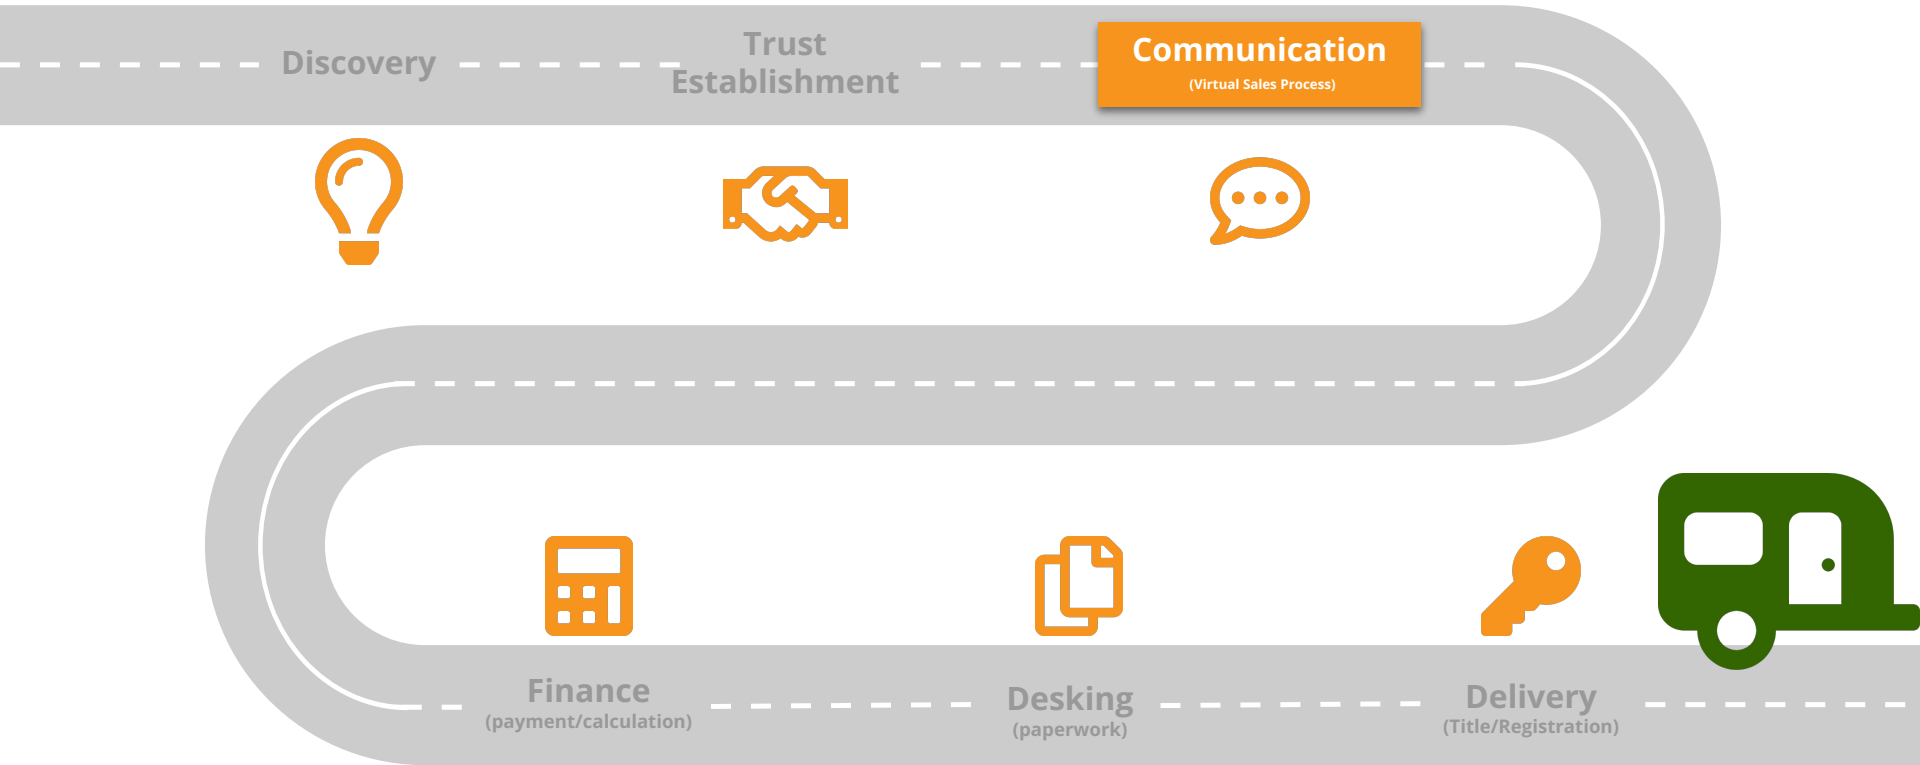 Discovery
Trust
Establishment
Communication
(Virtual Sales Process)
Finance
(payment/calculation)
Desking
(paperwork)
Delivery
(Title/Registration)